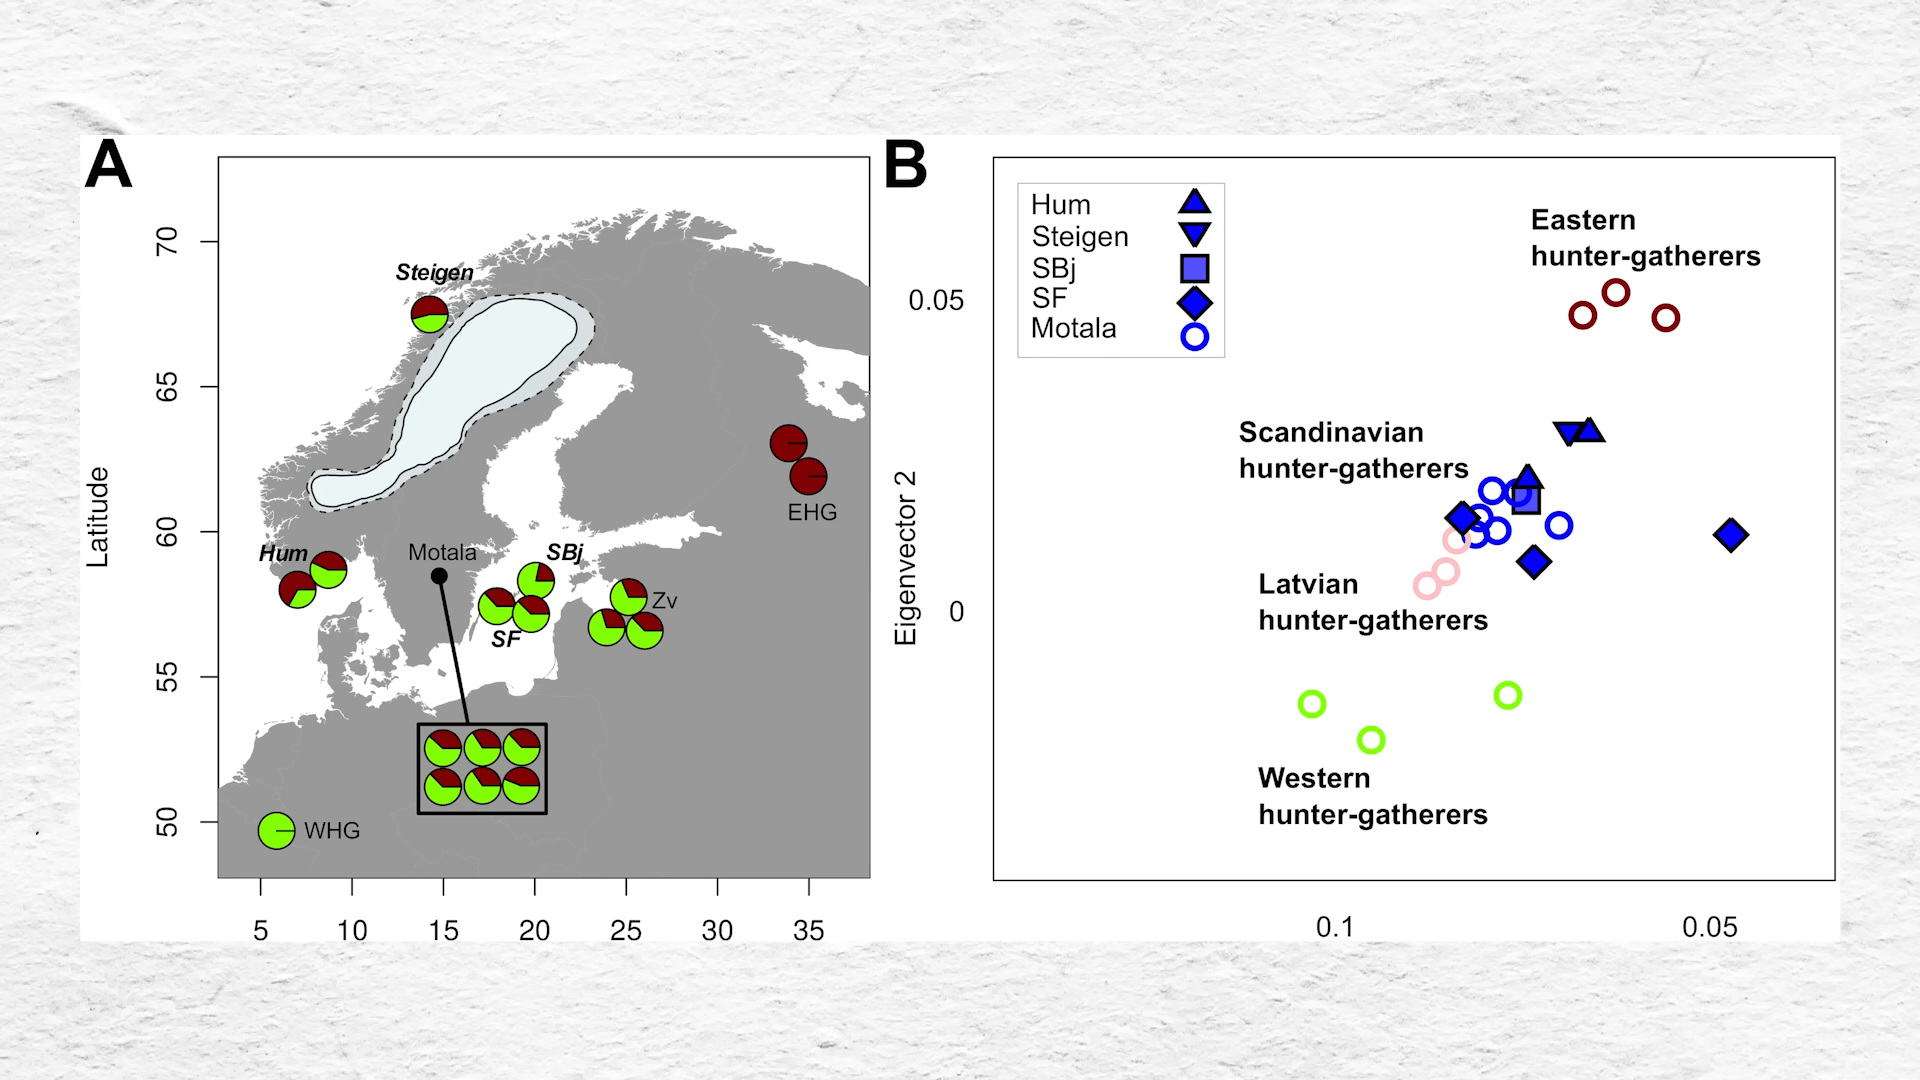 A
Latitude
70
65
60
55
50
Steigen
Hum
Motala
SBj
SF
Zv
EHG
WHG
5 10 15 20 25 30 35
B
Hum
Steigen
SBj
SF
Motala
Eastern
hunter-gatherers
Scandinavian
hunter-gatherers
Latvian
hunter-gatherers
Western
hunter-gatherers
Eigenvector 2
0.05
0
0.1 0.05